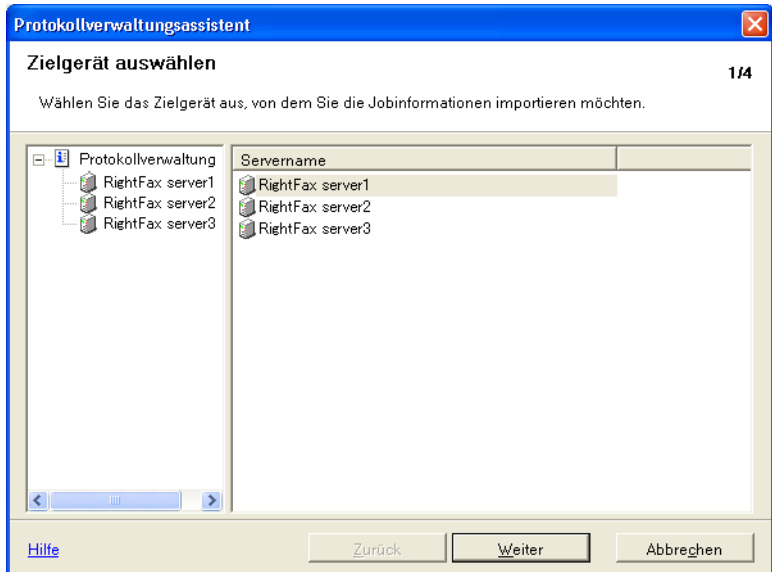 Protokollverwaltungsassistent
Zielgerät auswählen
1/4
Wählen Sie das Zielgerät aus, von dem Sie die Jobinformationen importieren möchten.
Protokollverwaltung
RightFax server1
RightFax server2
RightFax server3
Servername
RightFax server1
RightFax server2
RightFax server3
Hilfe
Zurück
Weiter
Abbrechen